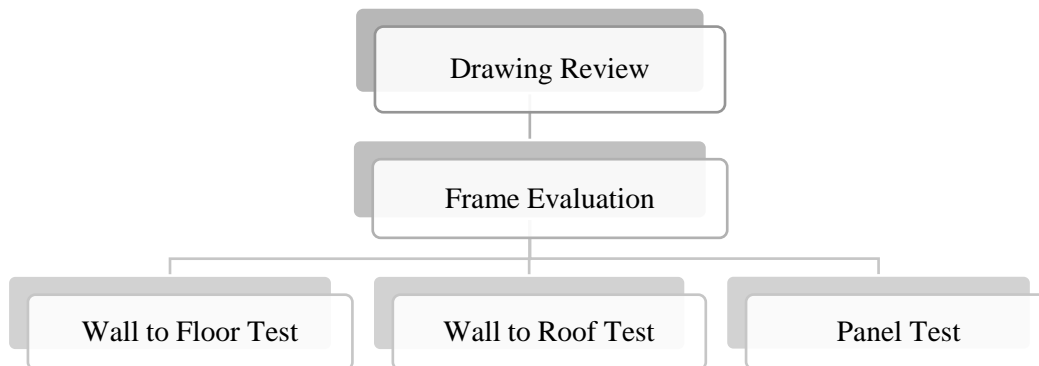 Drawing Review
Frame Evaluation
Wall to Floor Test
Wall to Roof Test
Panel Test